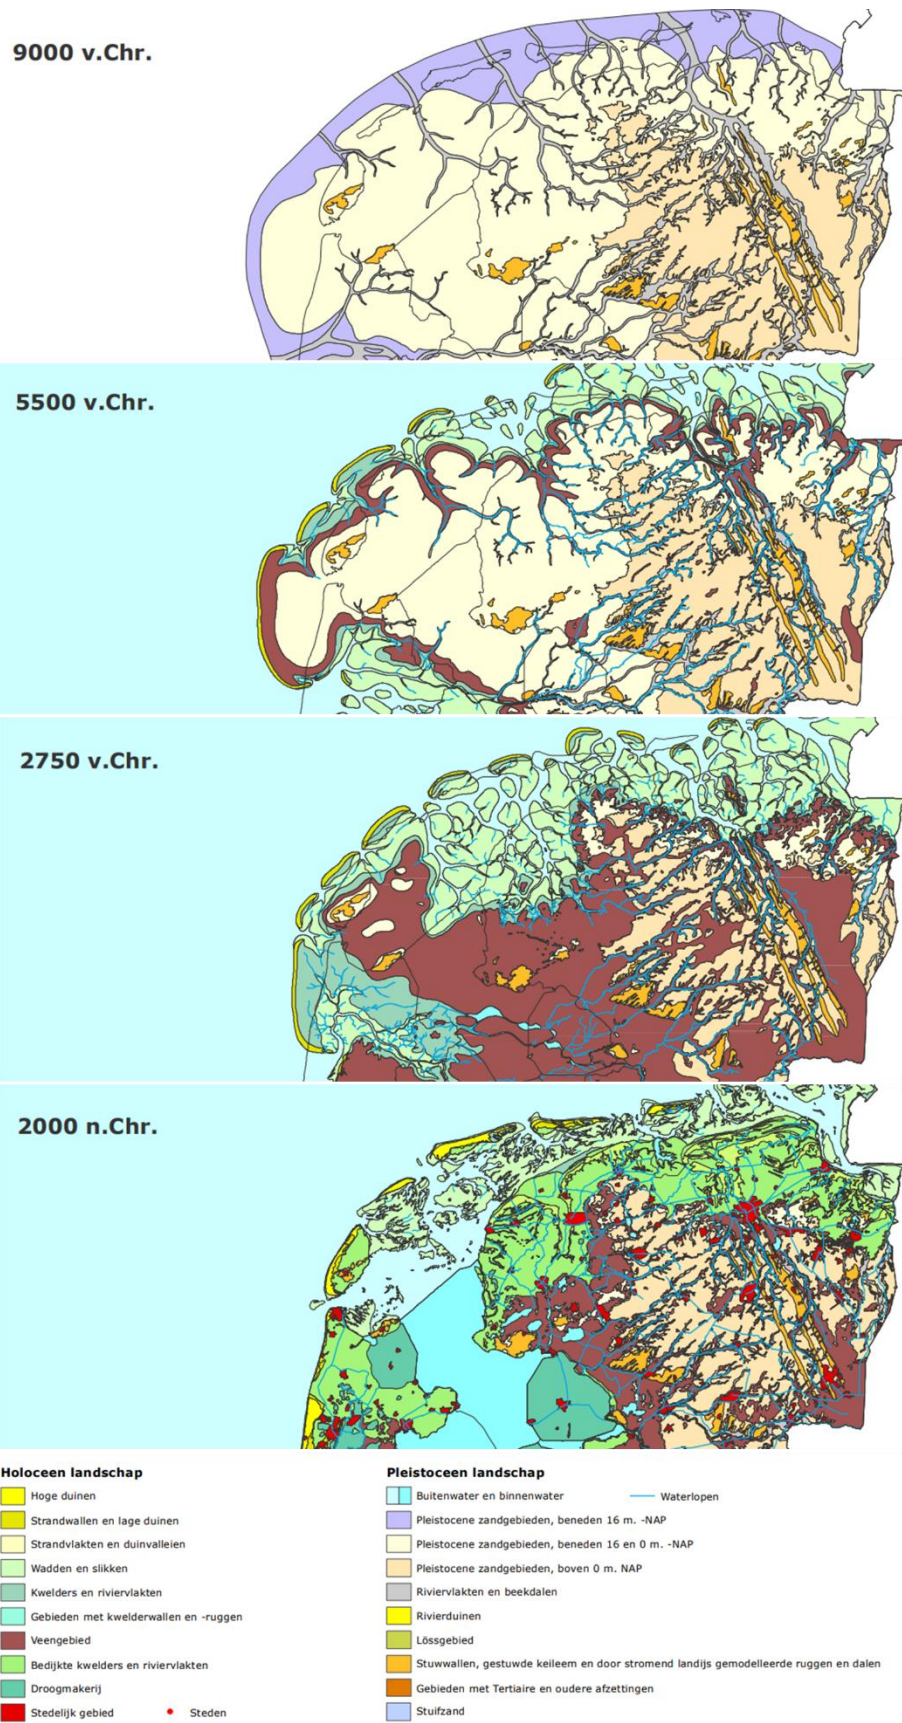 9000 v.Chr.
5500 v.Chr.
2750 v.Chr.
2000 n.Chr.
Holoceen landschap
Hoge duinen
Strandwallen en lage duinen
Strandvlakten en duinvalleien
Wadden en slikken
Kwelders en riviervlakten
Gebieden met kwelderwallen en -ruggen
Veengebied
Bedijkte kwelders en riviervlakten
Droogmakerij
Stedelijk gebied
Steden
Pleistoceen landschap
Buitenwater en binnenwater
Waterlopen
Pleistocene zandgebieden, beneden 16 m. -NAP
Pleistocene zandgebieden, beneden 16 en 0 m. -NAP
Pleistocene zandgebieden, boven 0 m. NAP
Riviervlakten en beekdalen
Rivierduinen
Lössgebied
Stuwwallen, gestuwde keileem en door stromend landijs gemodelleerde ruggen en dalen
Gebieden met Tertiaire en oudere afzettingen
Stuifzand